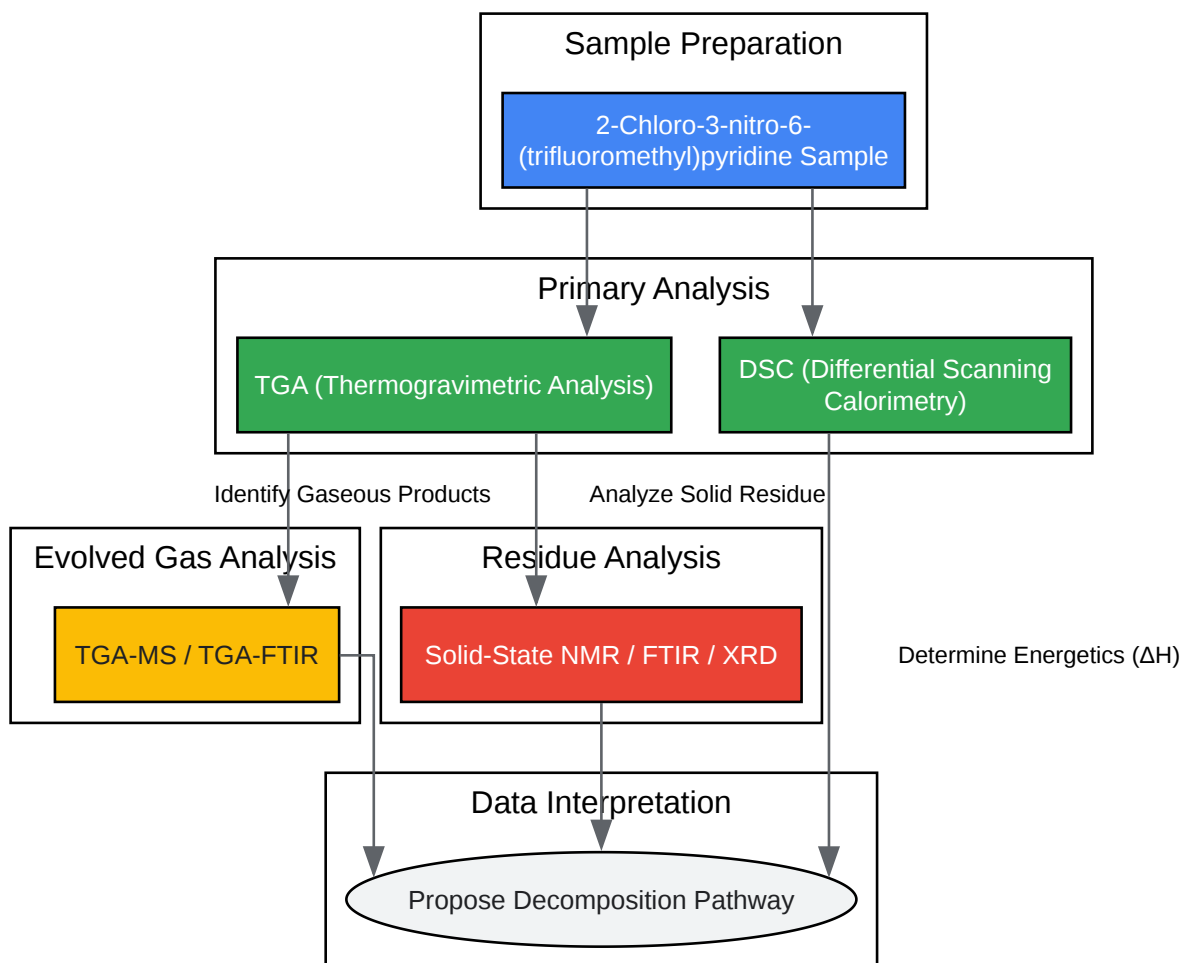 Sample Preparation
2-Chloro-3-nitro-6-
(trifluoromethyl)pyridine Sample
Primary Analysis
TGA (Thermogravimetric Analysis)
DSC (Differential Scanning
Calorimetry)
Identify Gaseous Products
Analyze Solid Residue
Evolved Gas Analysis
Residue Analysis
TGA-MS / TGA-FTIR
Solid-State NMR / FTIR / XRD
Determine Energetics (ΔH)
Data Interpretation
Propose Decomposition Pathway